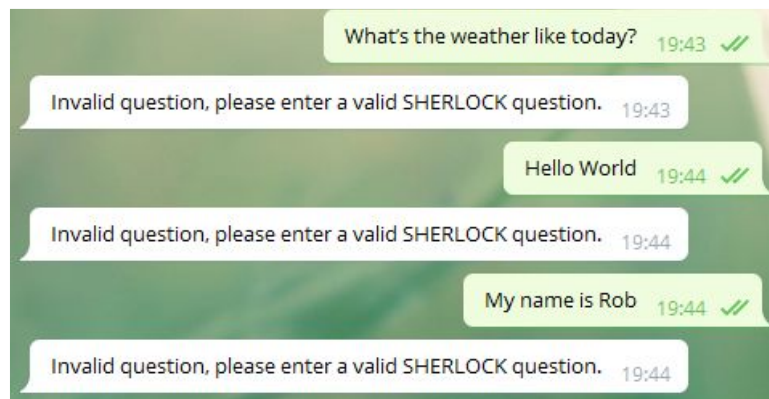 What's the weather like today? 19:43
Invalid question, please enter a valid SHERLOCK question. 19:43
Hello World 19:44
Invalid question, please enter a valid SHERLOCK question. 19:44
My name is Rob 19:44
Invalid question, please enter a valid SHERLOCK question. 19:44